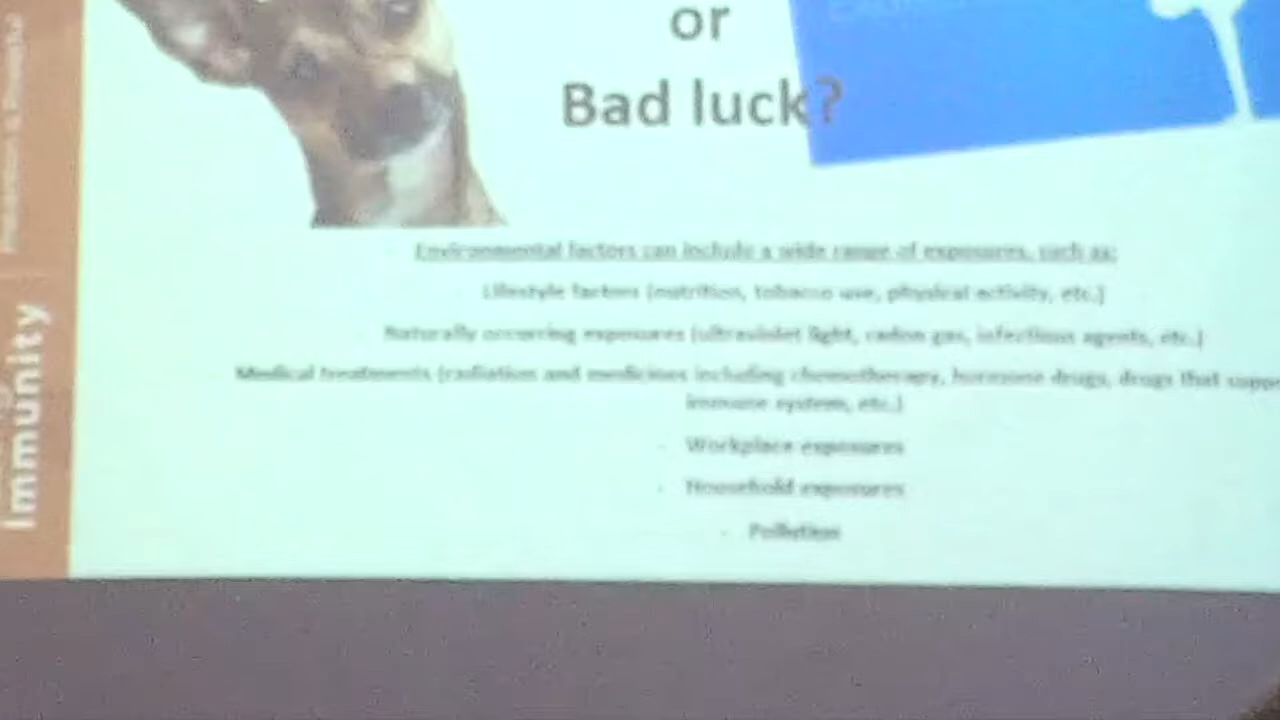 or
Bad luck?
Environmental factors can include a wide range of exposures, such as:
Lifestyle factors (nutrition, tobacco use, physical activity, etc.)
Naturally occurring exposures (ultraviolet light, radon gas, infectious agents, etc.)
Medical treatments (radiation and medicines including chemotherapy, hormone drugs, drugs that
immune system, etc.)
- Workplace exposures
- Household exposures
- Pollution
Immunity